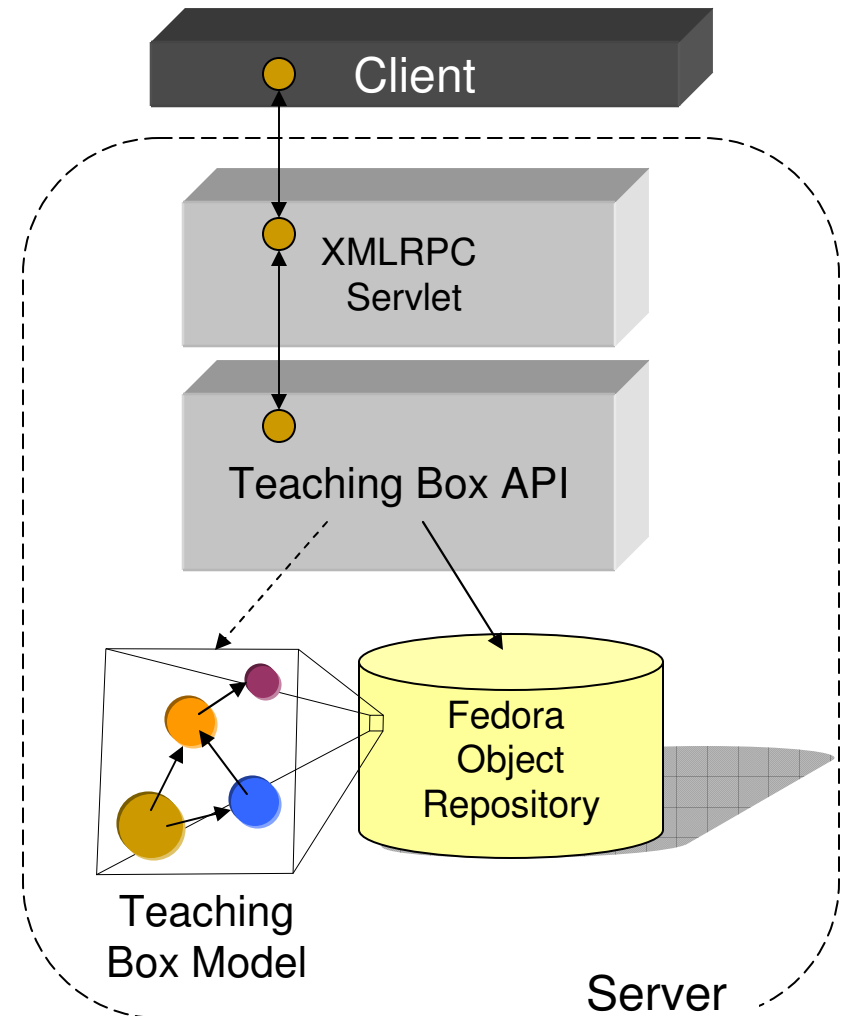 Client
XMLRPC
Servlet
Teaching Box API
Fedora
Object
Repository
Teaching
Box Model
Server